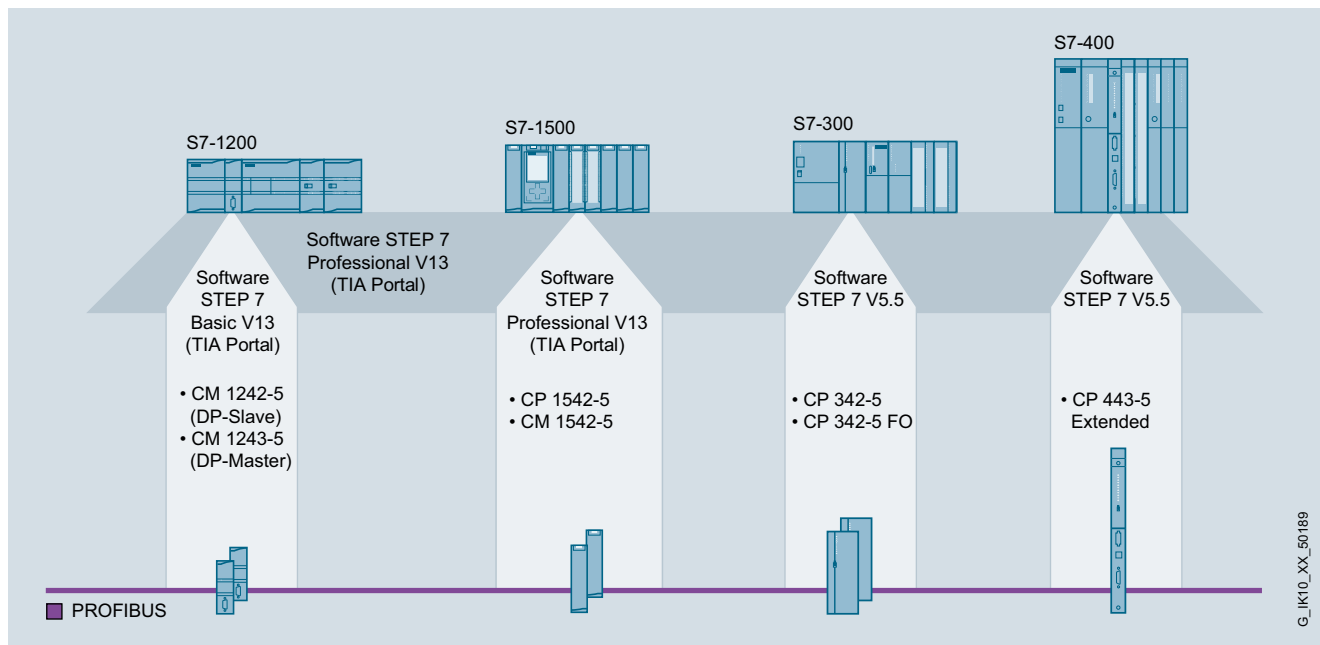 S7-1200
S7-1500
S7-300
S7-400
Software STEP 7
Professional V13
(TIA Portal)
Software
STEP 7
Basic V13
(TIA Portal)
• CM 1242-5
(DP-Slave)
• CM 1243-5
(DP-Master)
Software
STEP 7
Professional V13
(TIA Portal)
• CP 1542-5
• CM 1542-5
Software
STEP 7 V5.5
• CP 342-5
• CP 342-5 FO
Software
STEP 7 V5.5
• CP 443-5
Extended
PROFIBUS
G_IK10_XX_50189